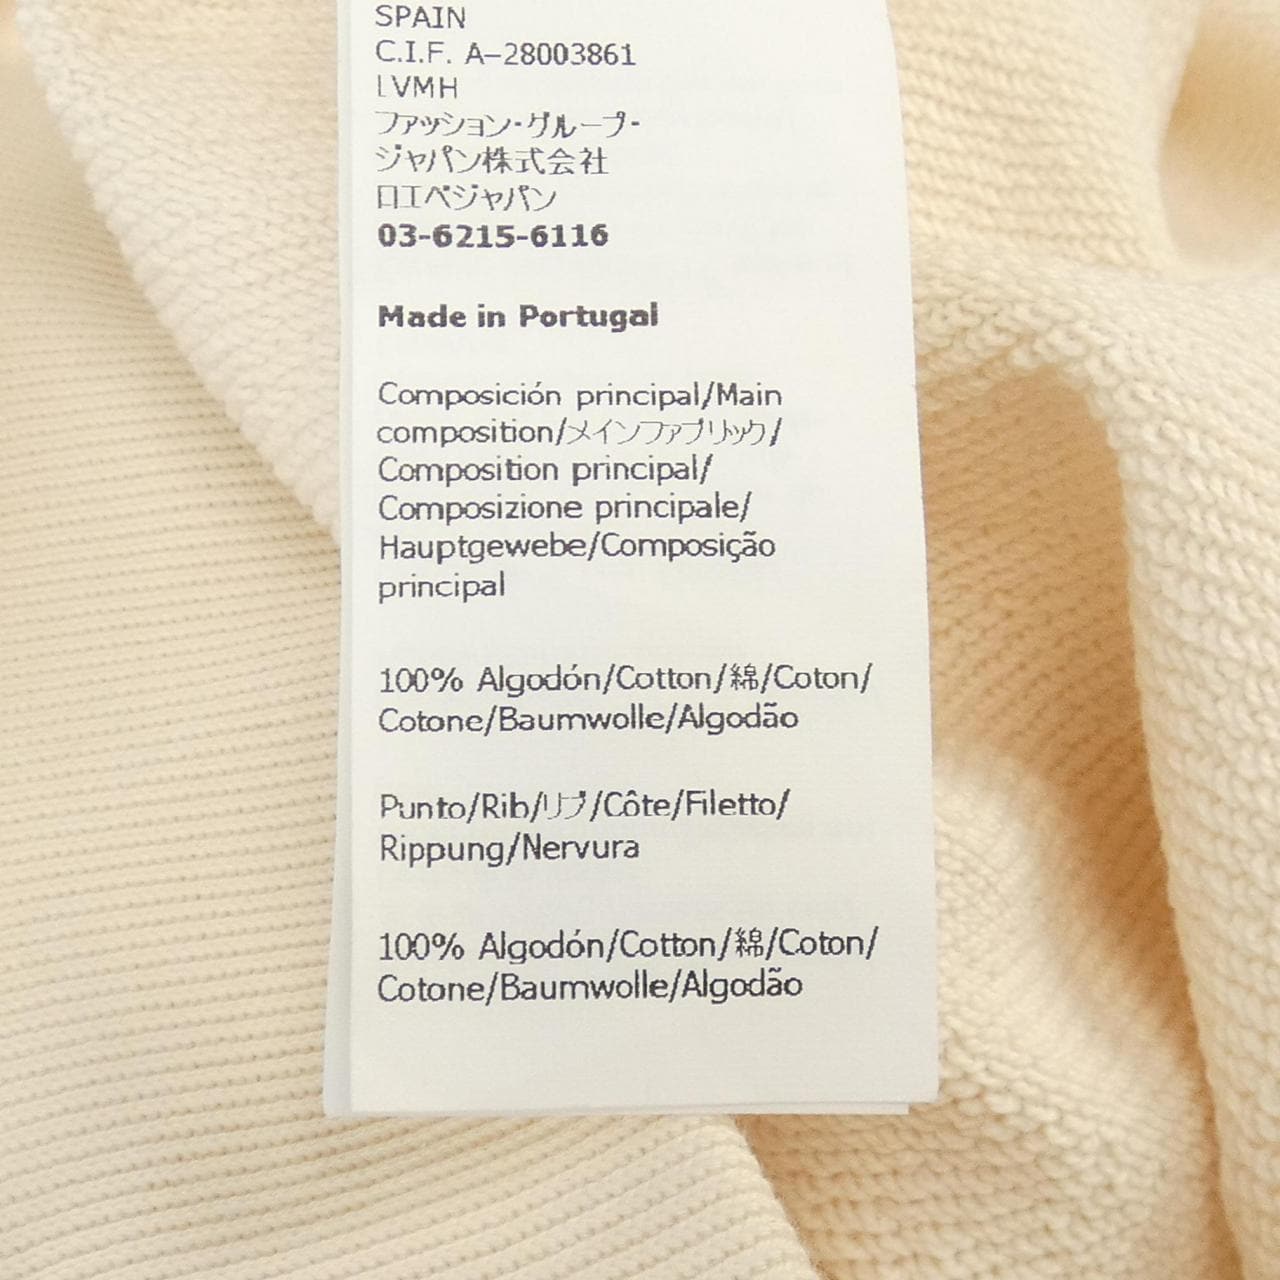 SPAIN
C.I.F. A-28003861
LVMH
ファッション・グループ・
ジャパン株式会社
ロエベジャパン
03-6215-6116
Made in Portugal
Composición principal/Main
composition/メインファブリック/
Composition principal/
Composizione principale/
Hauptgewebe/Composição
principal
100% Algodón/Cotton/綿/Coton/
Cotone/Baumwolle/Algodão
Punto/Rib/リブ/Côte/Filetto/
Rippung/Nervura
100% Algodón/Cotton/綿/Coton/
Cotone/Baumwolle/Algodão